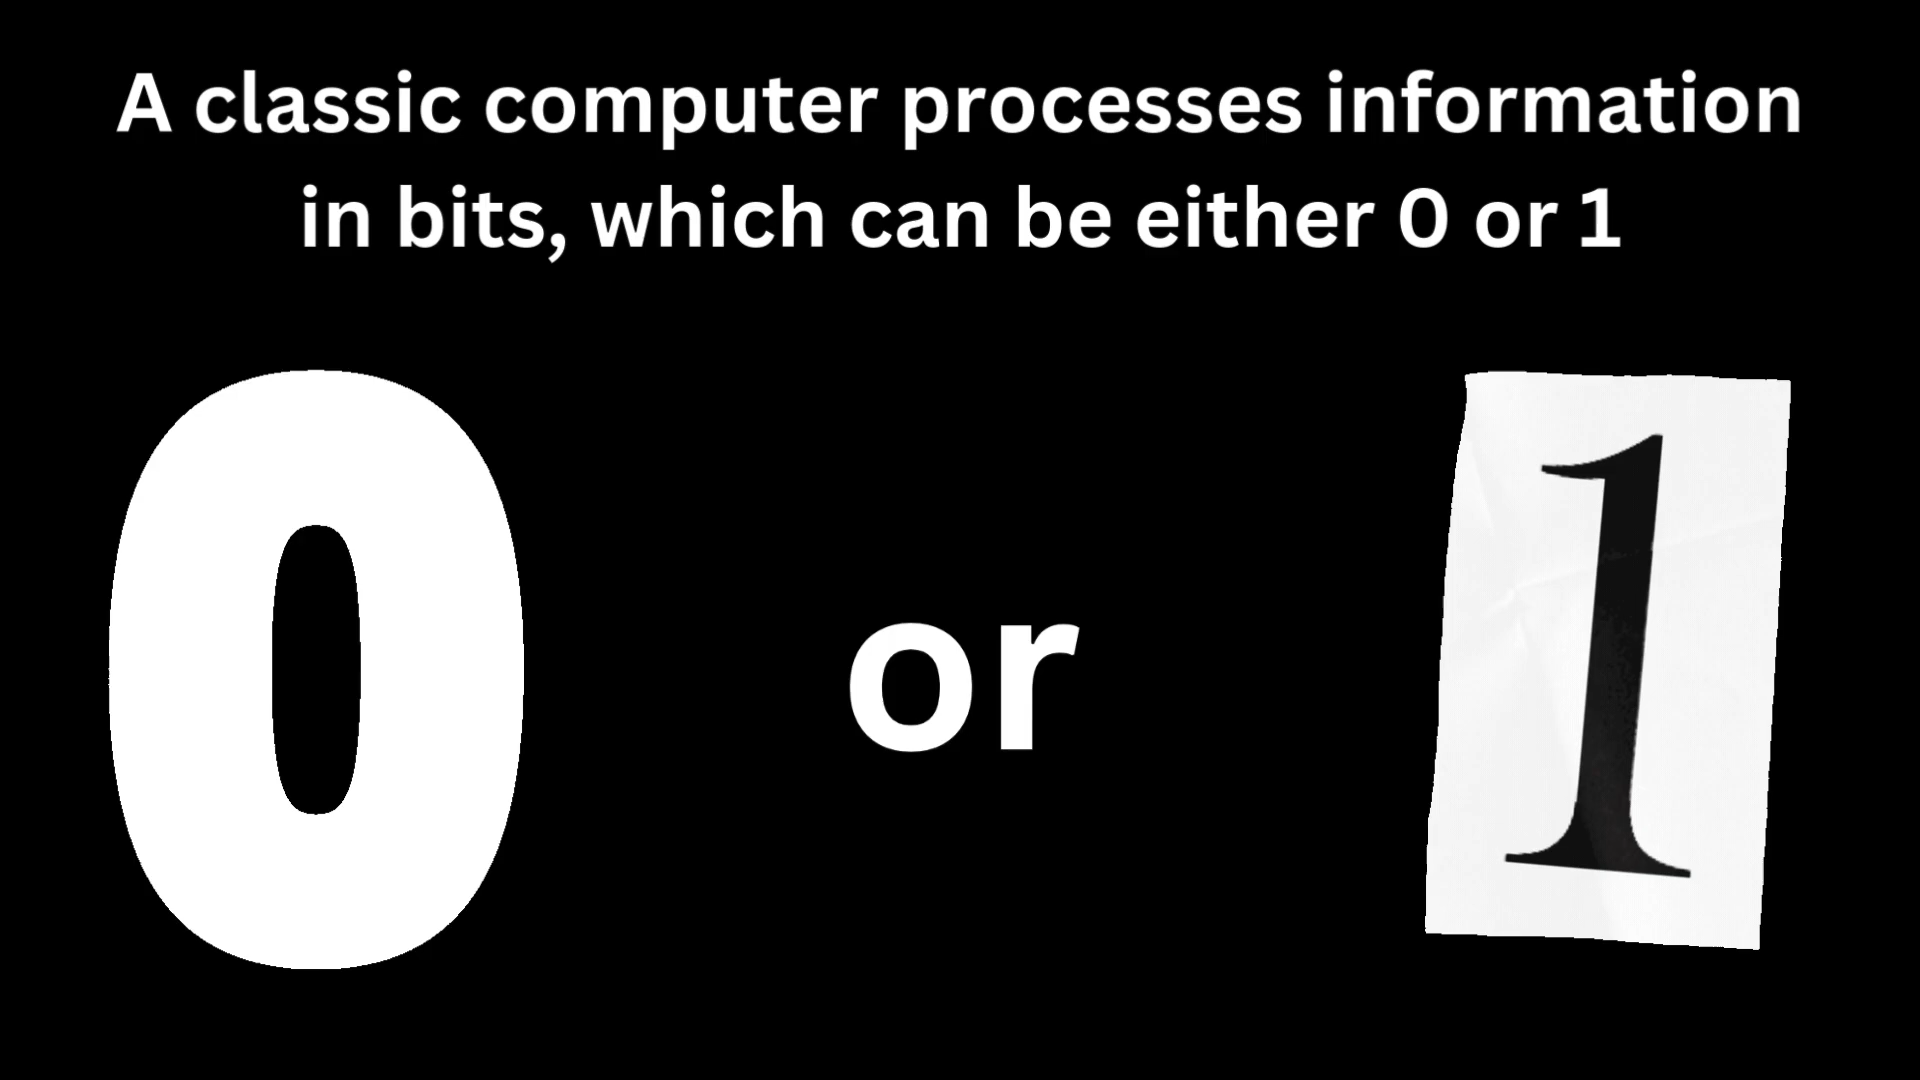 A classic computer processes information
in bits, which can be either 0 or 1
0 or 1